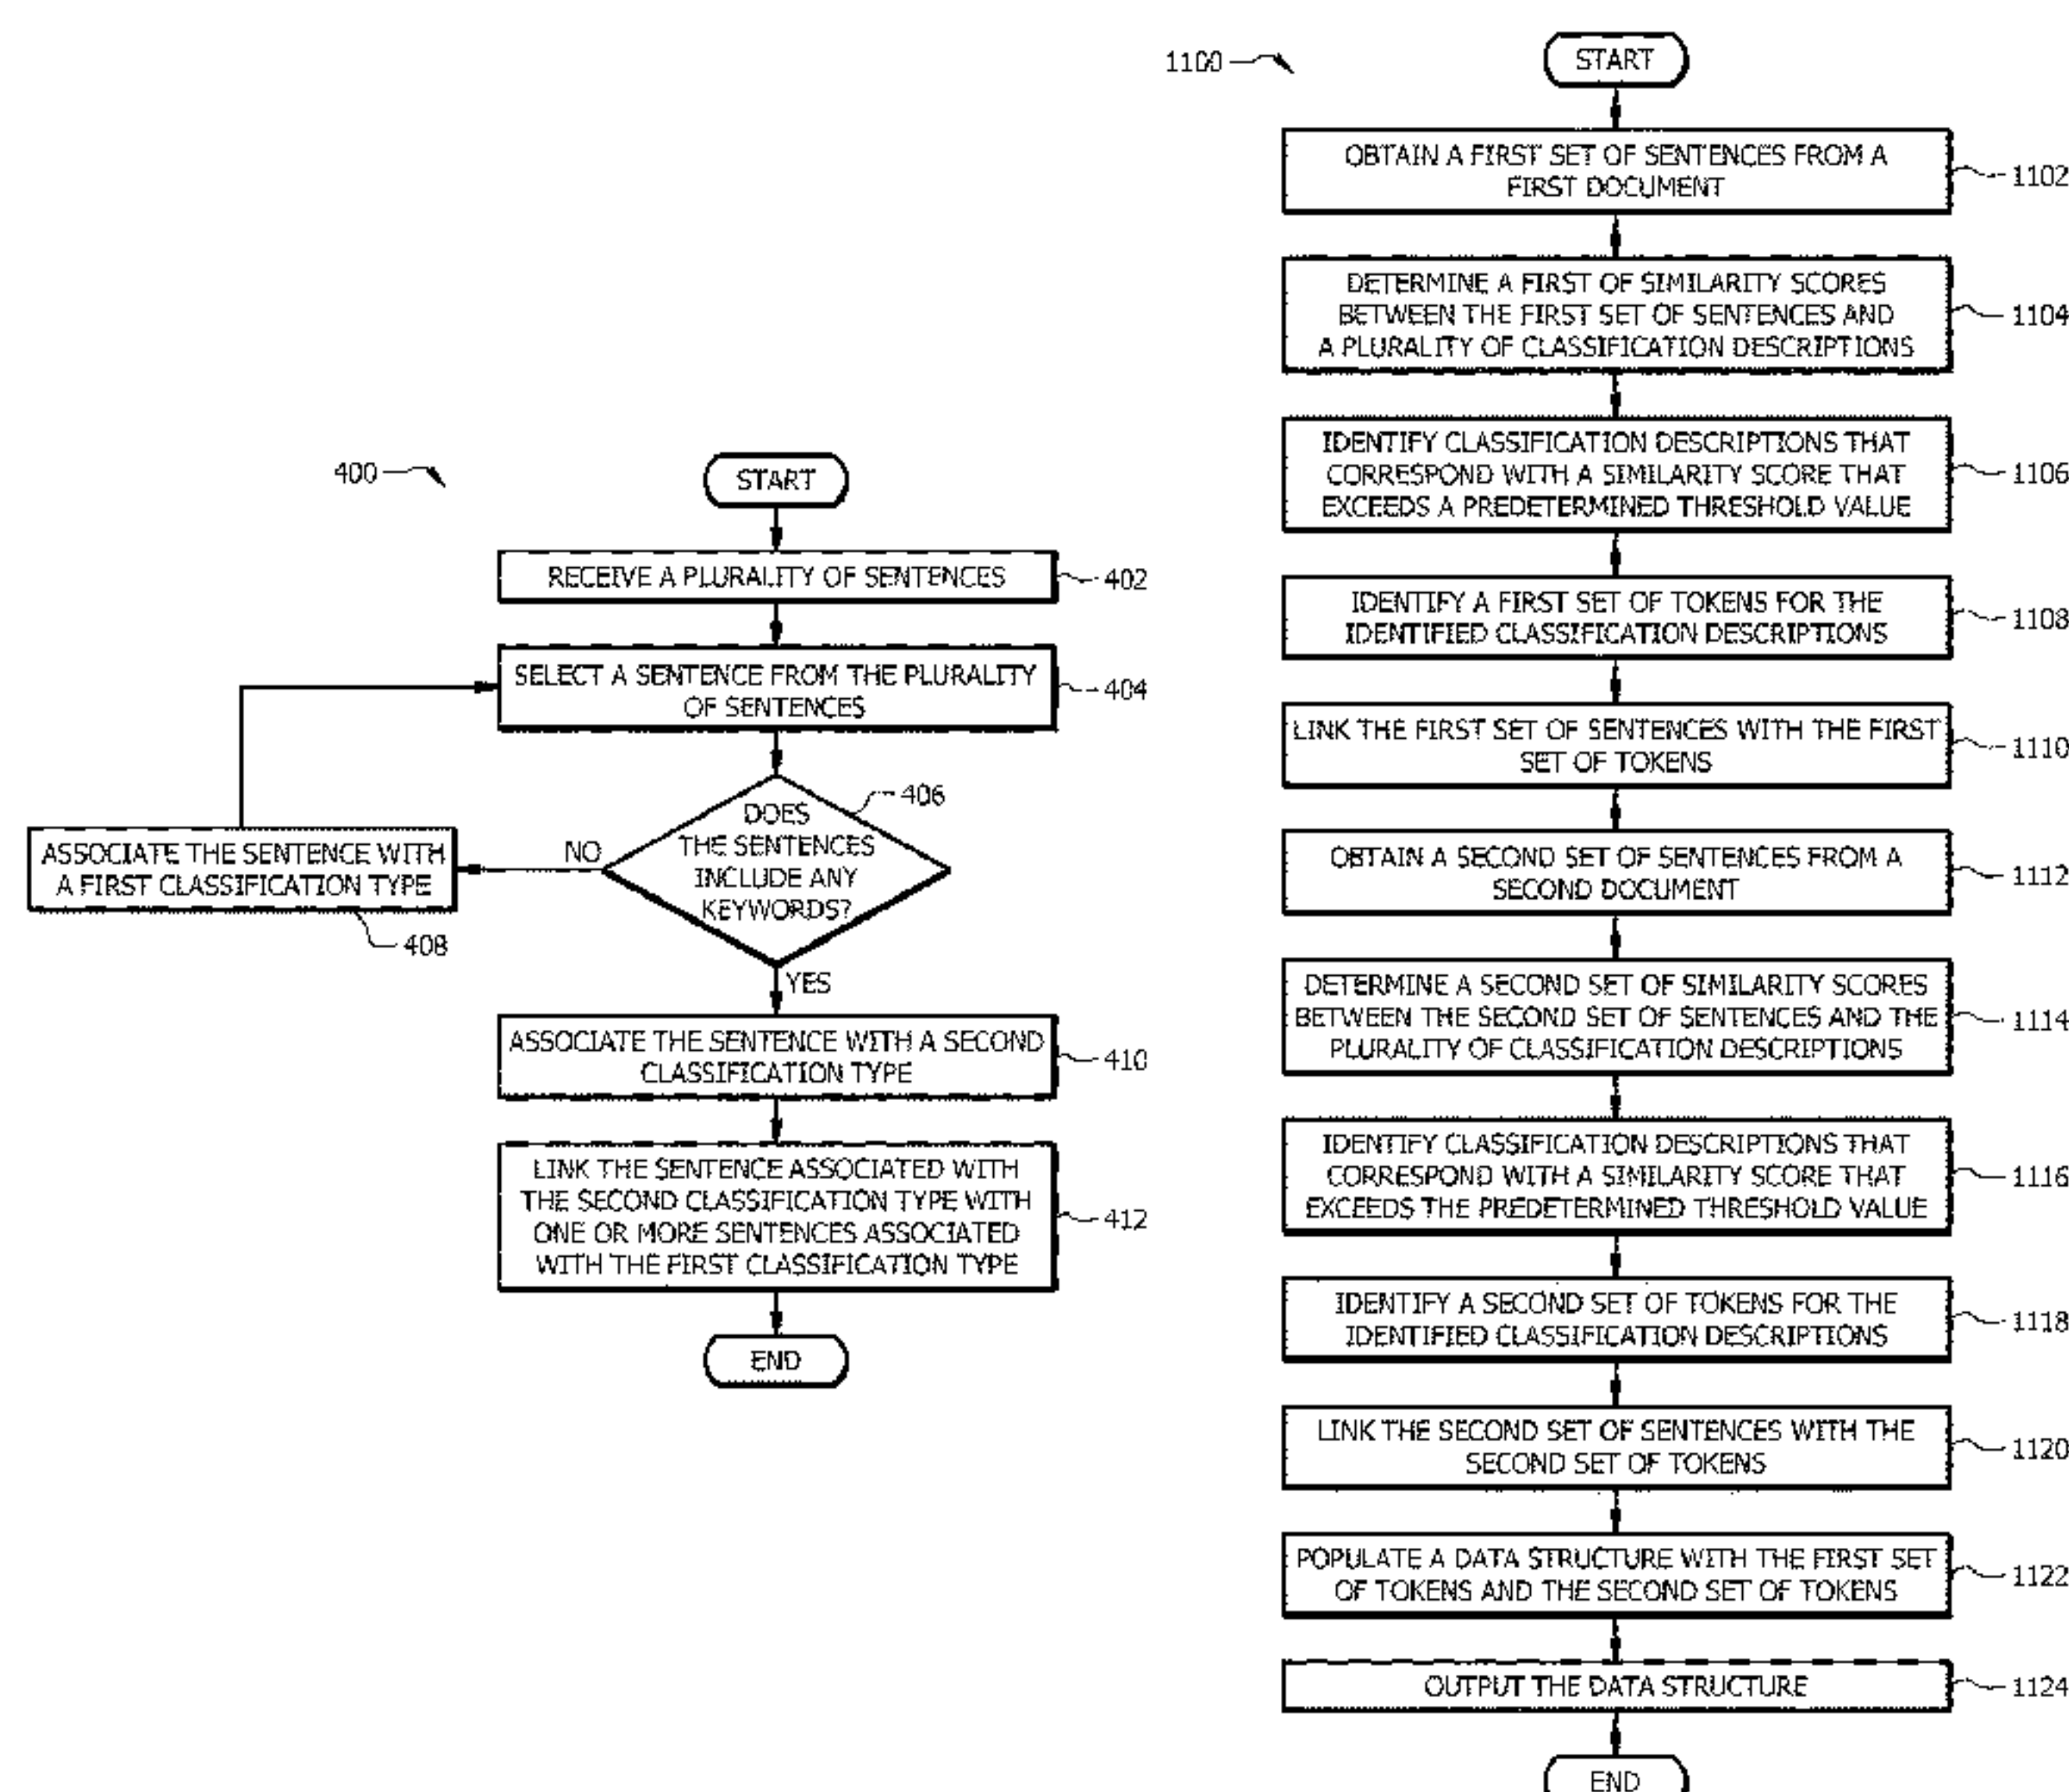 400
START
RECEIVE A PLURALITY OF SENTENCES
402
SELECT A SENTENCE FROM THE PLURALITY
OF SENTENCES
404
DOES
THE SENTENCES
INCLUDE ANY
KEYWORDS?
406
NO
ASSOCIATE THE SENTENCE WITH
A FIRST CLASSIFICATION TYPE
408
YES
ASSOCIATE THE SENTENCE WITH A SECOND
CLASSIFICATION TYPE
410
LINK THE SENTENCE ASSOCIATED WITH
THE SECOND CLASSIFICATION TYPE WITH
ONE OR MORE SENTENCES ASSOCIATED
WITH THE FIRST CLASSIFICATION TYPE
412
END
1100
START
OBTAIN A FIRST SET OF SENTENCES FROM A
FIRST DOCUMENT
1102
DETERMINE A FIRST OF SIMILARITY SCORES
BETWEEN THE FIRST SET OF SENTENCES AND
A PLURALITY OF CLASSIFICATION DESCRIPTIONS
1104
IDENTIFY CLASSIFICATION DESCRIPTIONS THAT
CORRESPOND WITH A SIMILARITY SCORE THAT
EXCEEDS A PREDETERMINED THRESHOLD VALUE
1106
IDENTIFY A FIRST SET OF TOKENS FOR THE
IDENTIFIED CLASSIFICATION DESCRIPTIONS
1108
LINK THE FIRST SET OF SENTENCES WITH THE FIRST
SET OF TOKENS
1110
OBTAIN A SECOND SET OF SENTENCES FROM A
SECOND DOCUMENT
1112
DETERMINE A SECOND SET OF SIMILARITY SCORES
BETWEEN THE SECOND SET OF SENTENCES AND THE
PLURALITY OF CLASSIFICATION DESCRIPTIONS
1114
IDENTIFY CLASSIFICATION DESCRIPTIONS THAT
CORRESPOND WITH A SIMILARITY SCORE THAT
EXCEEDS THE PREDETERMINED THRESHOLD VALUE
1116
IDENTIFY A SECOND SET OF TOKENS FOR THE
IDENTIFIED CLASSIFICATION DESCRIPTIONS
1118
LINK THE SECOND SET OF SENTENCES WITH THE
SECOND SET OF TOKENS
1120
POPULATE A DATA STRUCTURE WITH THE FIRST SET
OF TOKENS AND THE SECOND SET OF TOKENS
1122
OUTPUT THE DATA STRUCTURE
1124
END